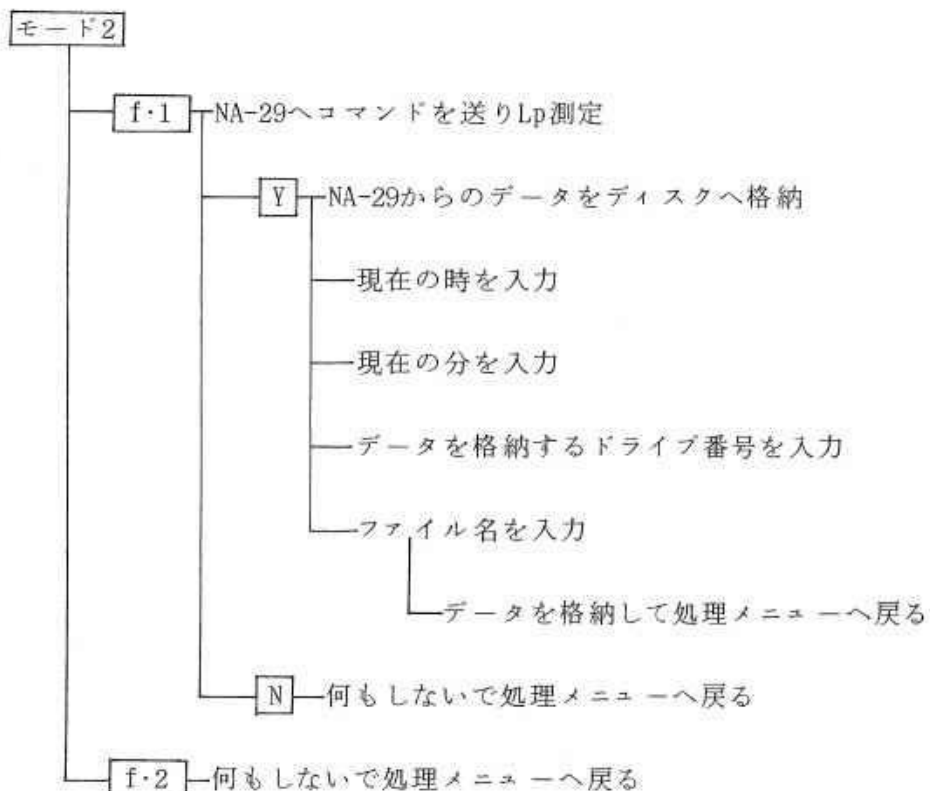 モード2
f･1 NA-29へコマンドを送りLp測定
Y NA-29からのデータをディスクへ格納
現在の時を入力
現在の分を入力
データを格納するドライブ番号を入力
ファイル名を入力
データを格納して処理メニューへ戻る
N 何もしないで処理メニューへ戻る
f･2 何もしないで処理メニューへ戻る